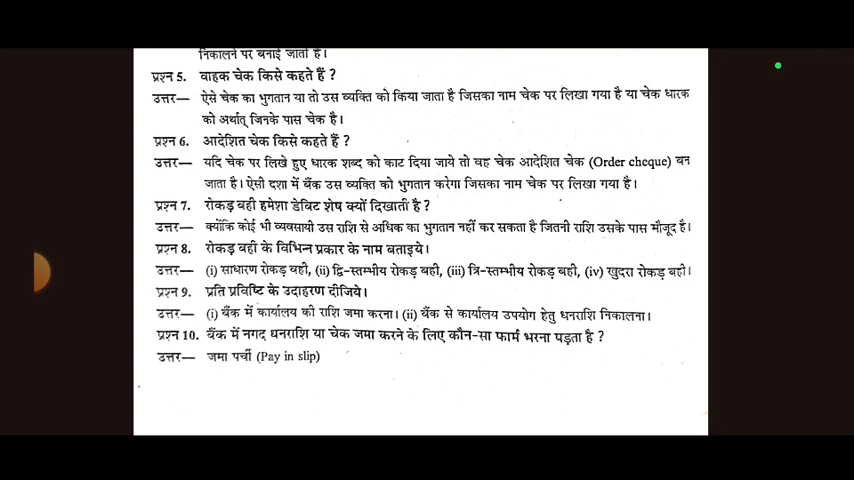 निकालने पर बनाई जाती है।
प्रश्न 5. वाहक चेक किसे कहते हैं ?
उत्तर— ऐसे चेक का भुगतान या तो उस व्यक्ति को किया जाता है जिसका नाम चेक पर लिखा गया है या चेक धारक
को अर्थात् जिनके पास चेक है।
प्रश्न 6. आदेशित चेक किसे कहते हैं ?
उत्तर— यदि चेक पर लिखे हुए धारक शब्द को काट दिया जाये तो वह चेक आदेशित चेक (Order cheque) बन
जाता है। ऐसी दशा में बैंक उस व्यक्ति को भुगतान करेगा जिसका नाम चेक पर लिखा गया है।
प्रश्न 7. रोकड़ बही हमेशा डेबिट शेष क्यों दिखाती है ?
उत्तर— क्योंकि कोई भी व्यवसायी उस राशि से अधिक का भुगतान नहीं कर सकता है जितनी राशि उसके पास मौजूद है।
प्रश्न 8. रोकड़ बही के विभिन्न प्रकार के नाम बताइये।
उत्तर— (i) साधारण रोकड़ बही, (ii) द्वि-स्तम्भीय रोकड़ बही, (iii) त्रि-स्तम्भीय रोकड़ बही, (iv) खुदरा रोकड़ बही।
प्रश्न 9. प्रति प्रविष्टि के उदाहरण दीजिये।
उत्तर— (i) बैंक में कार्यालय की राशि जमा करना। (ii) बैंक से कार्यालय उपयोग हेतु धनराशि निकालना।
प्रश्न 10. बैंक में नगद धनराशि या चेक जमा करने के लिए कौन-सा फार्म भरना पड़ता है ?
उत्तर— जमा पर्ची (Pay in slip)